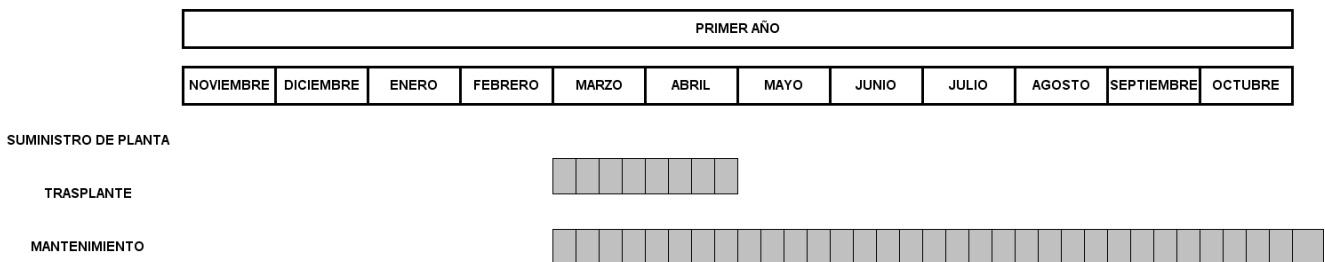 PRIMER AÑO
NOVIEMBRE DICIEMBRE ENERO FEBRERO MARZO ABRIL MAYO JUNIO JULIO AGOSTO SEPTIEMBRE OCTUBRE
SUMINISTRO DE PLANTA
TRASPLANTE
MANTENIMIENTO